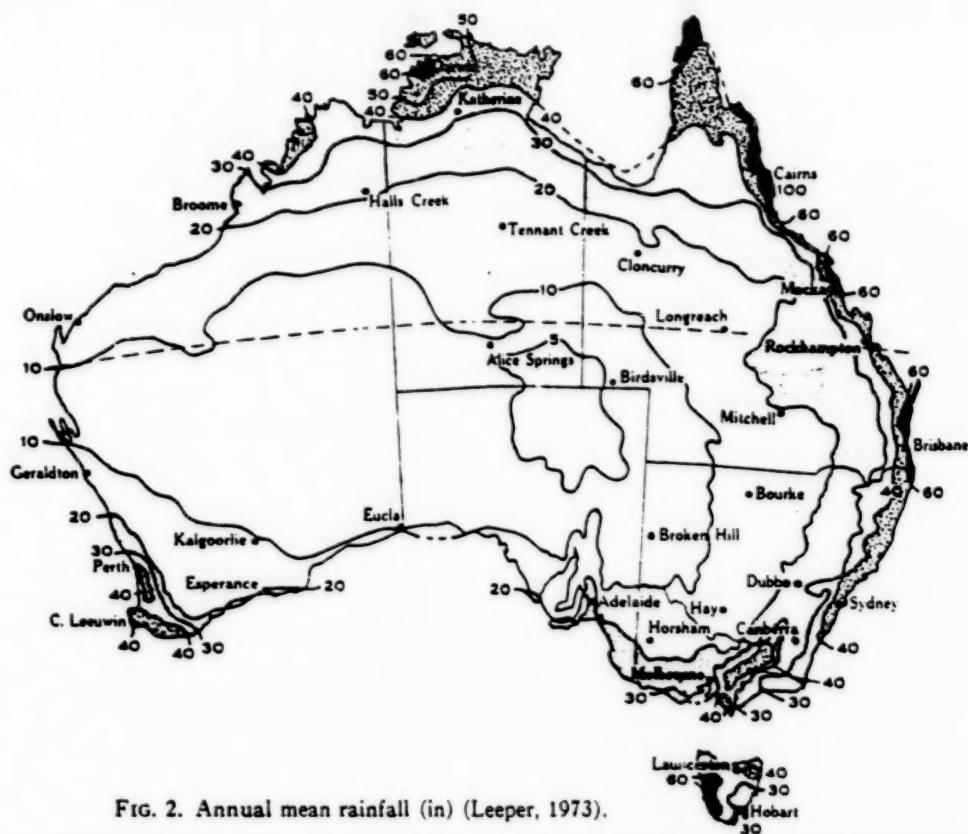 50
60
60
Darwin
60
50
40
40
Katherine
40
30
40
30
60
Cairns
100
Broome
20
Halls Creek
20
Tennant Creek
Cloncurry
60
60
Mackay
60
Onslow
10
10
Longreach
Rockhampton
5
Alice Springs
Birdsville
60
Mitchell
10
Brisbane
Geraldton
40
60
Bourke
Eucla
20
Kalgoorlie
Broken Hill
30
Perth
Esperance
20
20
Dubbo
40
Adelaide
Hay
Sydney
C. Leeuwin
Horsham
Canberra
40
40
30
40
Melbourne
40
30
40
30
30
Launceston
40
60
30
Hobart
30
FIG. 2. Annual mean rainfall (in) (Leeper, 1973).